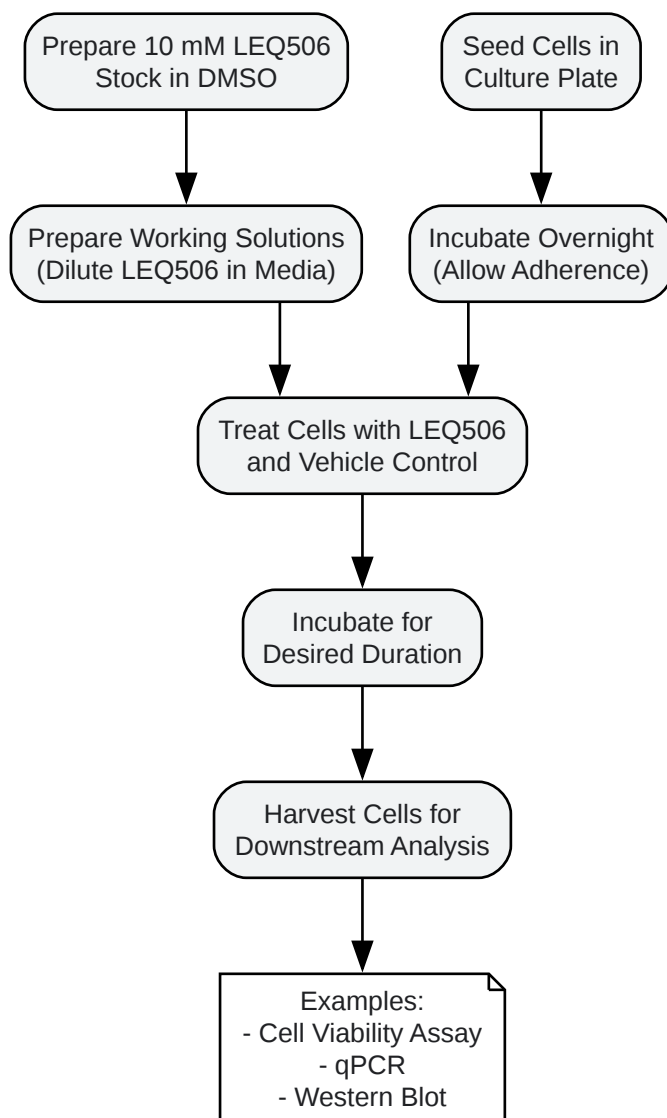 Prepare 10 mM LEQ506
Stock in DMSO
Seed Cells in
Culture Plate
Prepare Working Solutions
(Dilute LEQ506 in Media)
Incubate Overnight
(Allow Adherence)
Treat Cells with LEQ506
and Vehicle Control
Incubate for
Desired Duration
Harvest Cells for
Downstream Analysis
Examples:
- Cell Viability Assay
- qPCR
- Western Blot